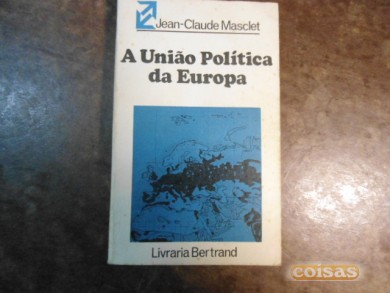 Jean-Claude Masclet
A União Política
da Europa
Livraria Bertrand
coisas